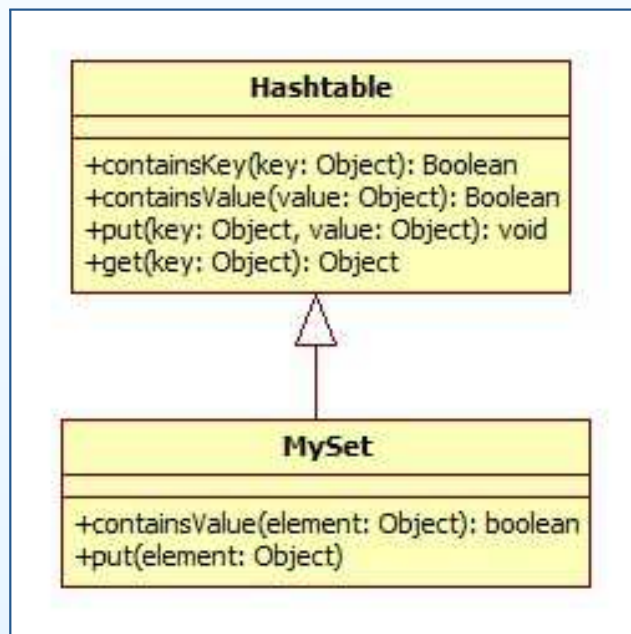 Hashtable
+containsKey(key: Object): Boolean
+containsValue(value: Object): Boolean
+put(key: Object, value: Object): void
+get(key: Object): Object
MySet
+containsValue(element: Object): boolean
+put(element: Object)